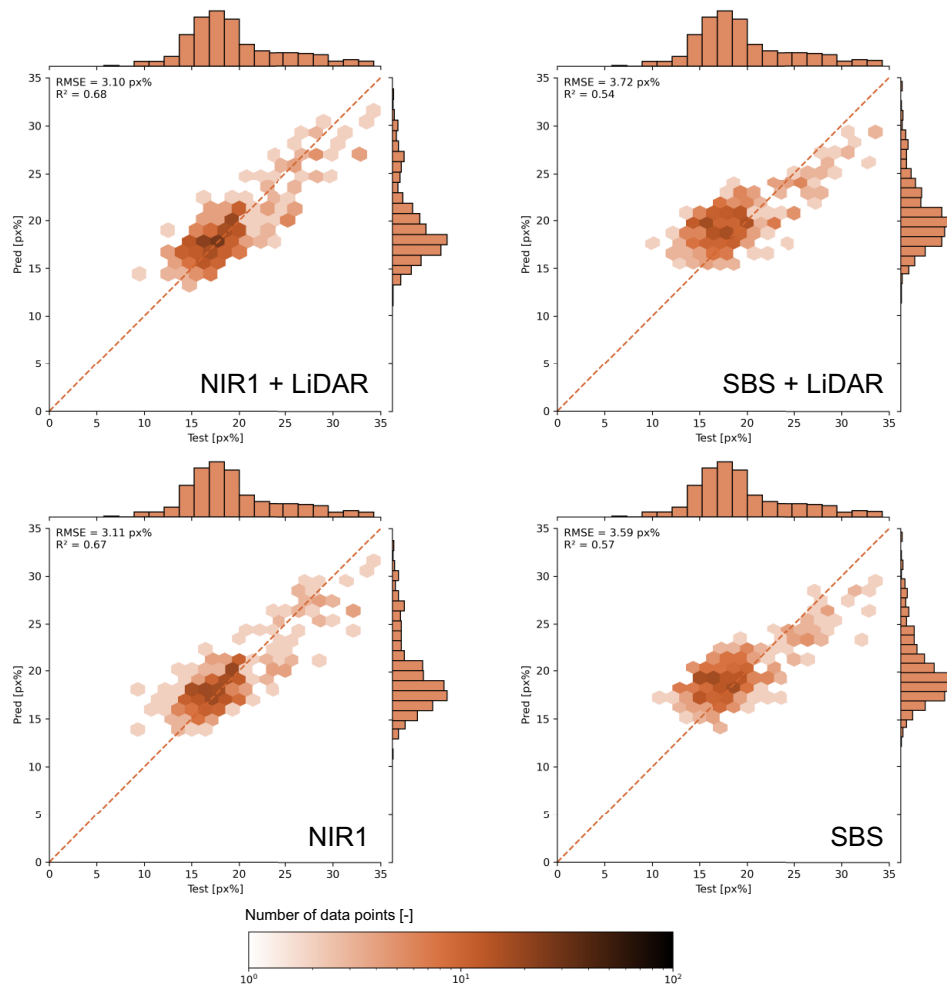 RMSE = 3.10 px%
R² = 0.68
35
30
25
20
15
10
5
0
Pred [px%]
NIR1 + LiDAR
0 5 10 15 20 25 30 35
Test [px%]
RMSE = 3.72 px%
R² = 0.54
35
30
25
20
15
10
5
0
Pred [px%]
SBS + LiDAR
0 5 10 15 20 25 30 35
Test [px%]
RMSE = 3.11 px%
R² = 0.67
35
30
25
20
15
10
5
0
Pred [px%]
NIR1
0 5 10 15 20 25 30 35
Test [px%]
RMSE = 3.59 px%
R² = 0.57
35
30
25
20
15
10
5
0
Pred [px%]
SBS
0 5 10 15 20 25 30 35
Test [px%]
Number of data points [-]
10⁰ 10¹ 10²